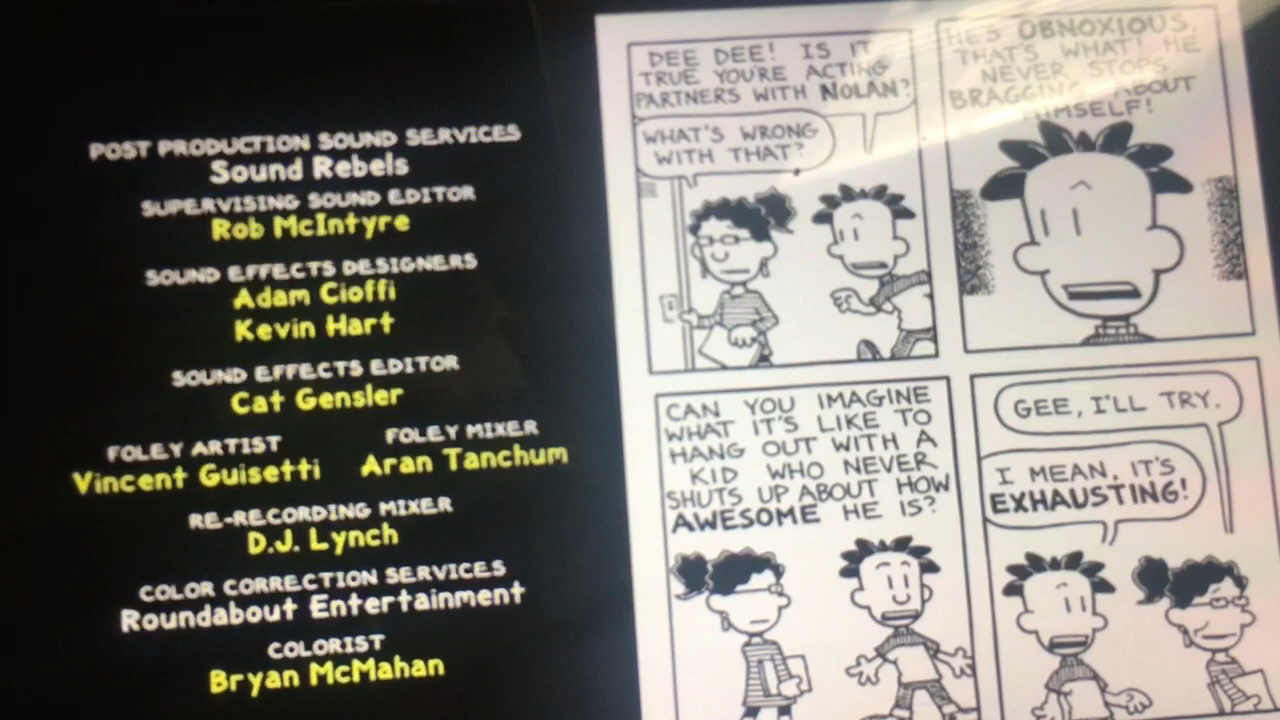 POST PRODUCTION SOUND SERVICES
Sound Rebels
SUPERVISING SOUND EDITOR
Rob McIntyre
SOUND EFFECTS DESIGNERS
Adam Cioffi
Kevin Hart
SOUND EFFECTS EDITOR
Cat Gensler
FOLEY ARTIST
Vincent Guisetti
FOLEY MIXER
Aran Tanchum
RE-RECORDING MIXER
D.J. Lynch
COLOR CORRECTION SERVICES
Roundabout Entertainment
COLORIST
Bryan McMahan
DEE DEE! IS IT
TRUE YOU'RE ACTING
PARTNERS WITH NOLAN?
WHAT'S WRONG
WITH THAT?
HE'S OBNOXIOUS,
THAT'S WHAT! HE
NEVER STOPS
BRAGGING ABOUT
HIMSELF!
CAN YOU IMAGINE
WHAT IT'S LIKE TO
HANG OUT WITH A
KID WHO NEVER
SHUTS UP ABOUT HOW
AWESOME HE IS?
GEE, I'LL TRY.
I MEAN, IT'S
EXHAUSTING!